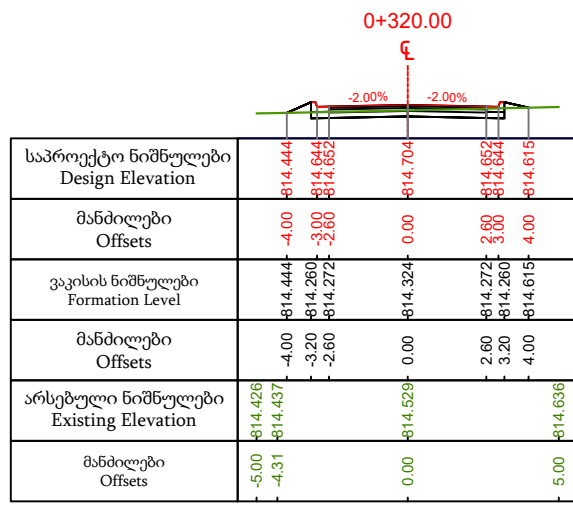 0+320.00
℄
-2.00% -2.00%
საპროექტო ნიშნულები
Design Elevation
814.444 814.644 814.652 814.704 814.652 814.644 814.615
მანძილები
Offsets
-4.00 -3.00 -2.60 0.00 2.60 3.00 4.00
ვაკისის ნიშნულები
Formation Level
814.444 814.260 814.272 814.324 814.272 814.260 814.615
მანძილები
Offsets
-4.00 -3.20 -2.60 0.00 2.60 3.20 4.00
არსებული ნიშნულები
Existing Elevation
814.426 814.437 814.529 814.636
მანძილები
Offsets
-5.00 -4.31 0.00 5.00